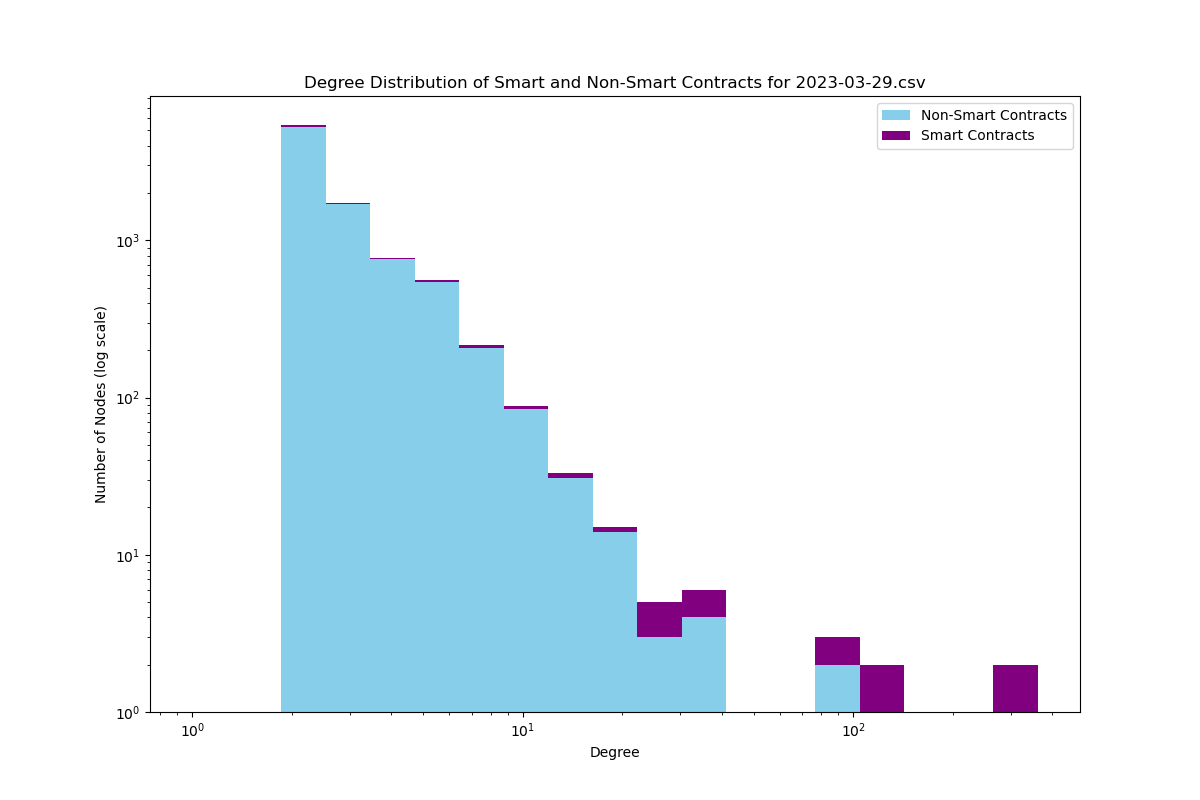 Degree Distribution of Smart and Non-Smart Contracts for 2023-03-29.csv
Non-Smart Contracts
Smart Contracts
Number of Nodes (log scale)
10³
10²
10¹
10⁰
10⁰ 10¹ 10²
Degree